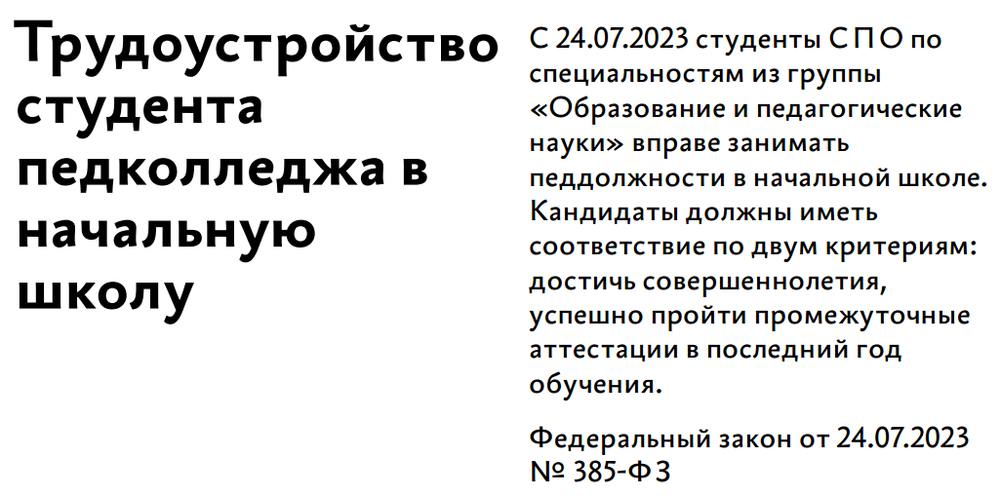 Трудоустройство
студента
педколледжа в
начальную
школу
С 24.07.2023 студенты СПО по
специальностям из группы
«Образование и педагогические
науки» вправе занимать
педдолжности в начальной школе.
Кандидаты должны иметь
соответствие по двум критериям:
достичь совершеннолетия,
успешно пройти промежуточные
аттестации в последний год
обучения.
Федеральный закон от 24.07.2023
№ 385-ФЗ